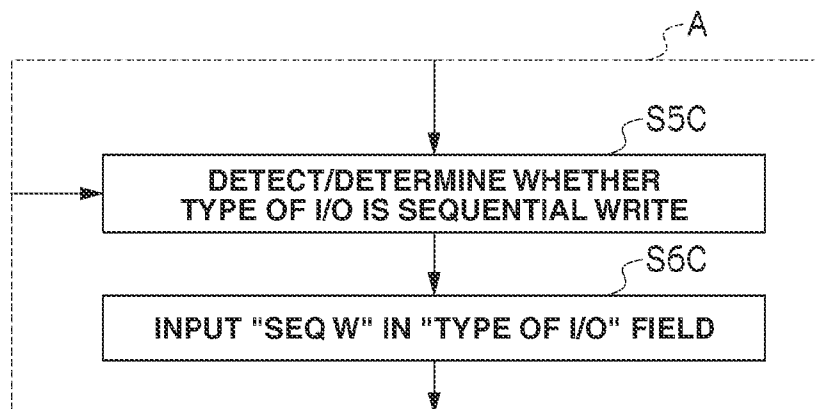 A
S5C
DETECT/DETERMINE WHETHER
TYPE OF I/O IS SEQUENTIAL WRITE
S6C
INPUT "SEQ W" IN "TYPE OF I/O" FIELD